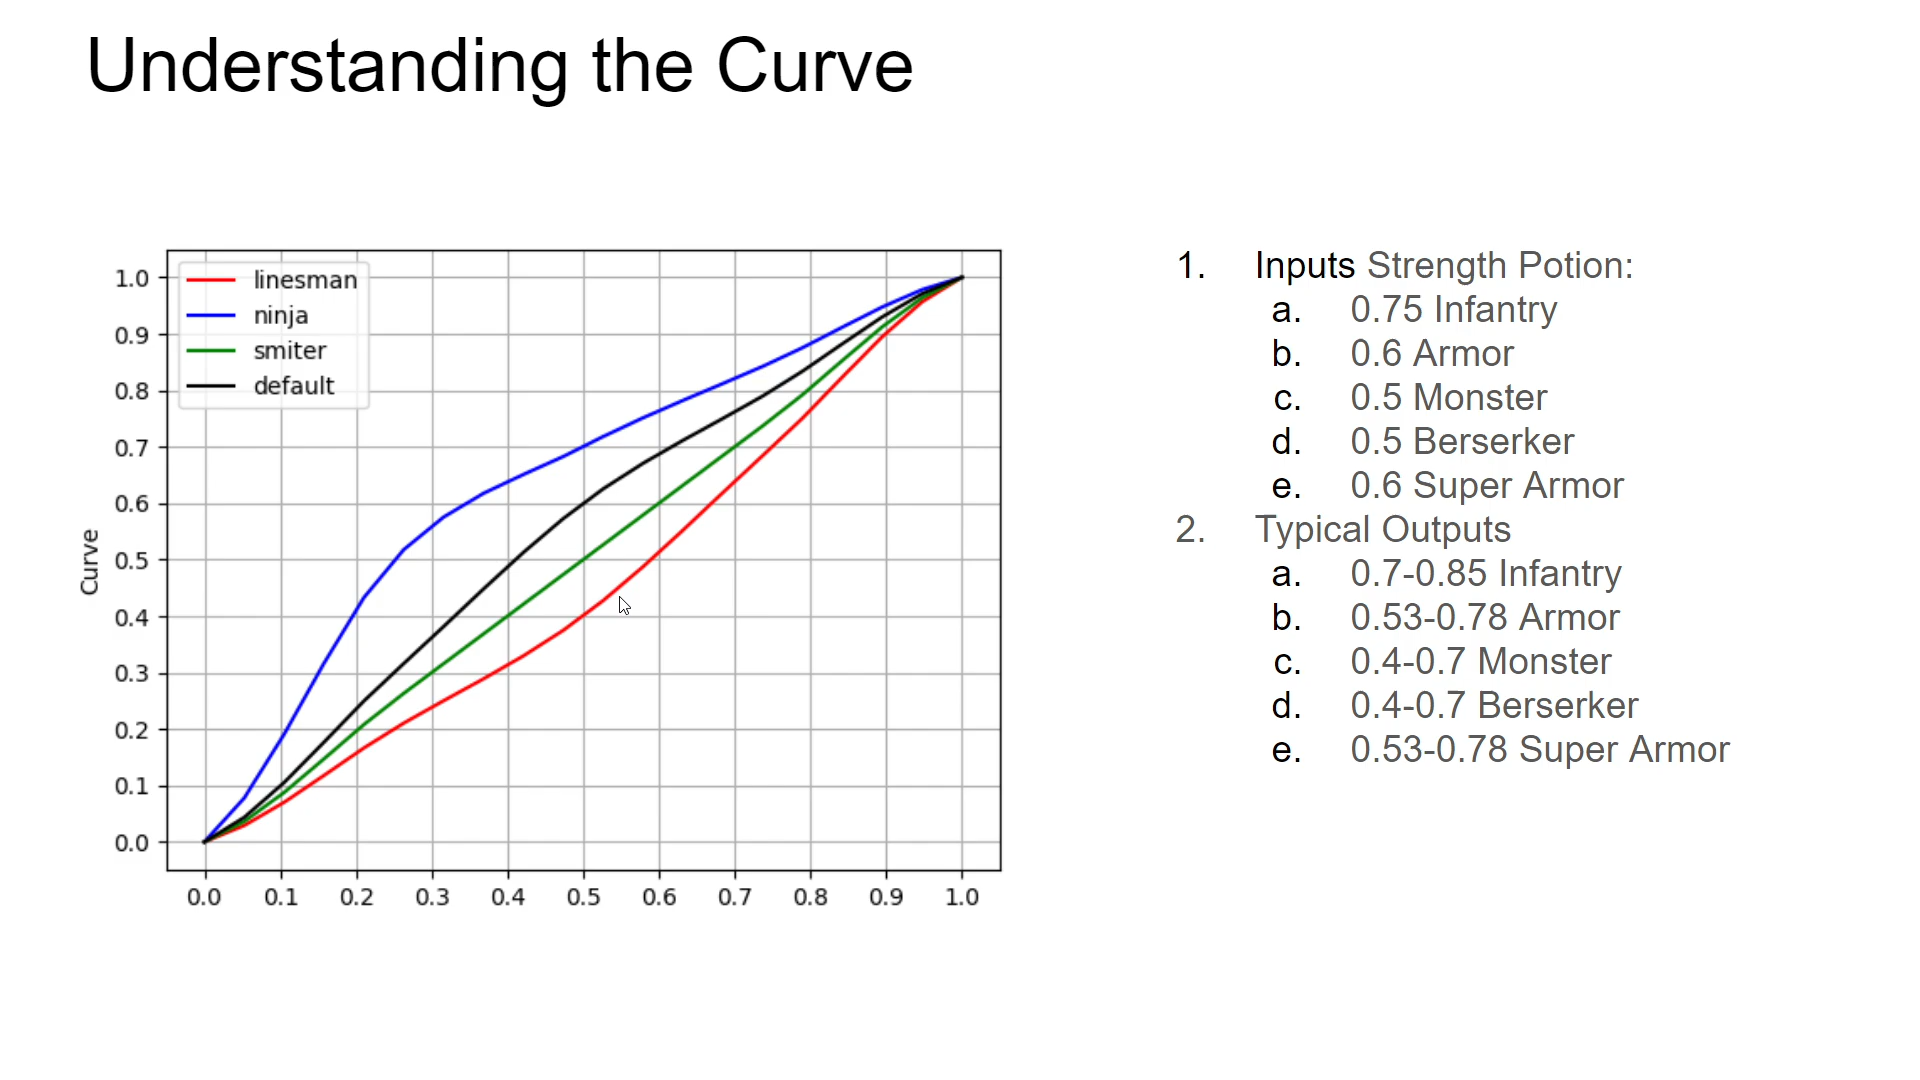 Understanding the Curve
linesman
ninja
smiter
default
1.0
0.9
0.8
0.7
0.6
0.5
0.4
0.3
0.2
0.1
0.0
Curve
0.0 0.1 0.2 0.3 0.4 0.5 0.6 0.7 0.8 0.9 1.0
1. Inputs Strength Potion:
a. 0.75 Infantry
b. 0.6 Armor
c. 0.5 Monster
d. 0.5 Berserker
e. 0.6 Super Armor
2. Typical Outputs
a. 0.7-0.85 Infantry
b. 0.53-0.78 Armor
c. 0.4-0.7 Monster
d. 0.4-0.7 Berserker
e. 0.53-0.78 Super Armor